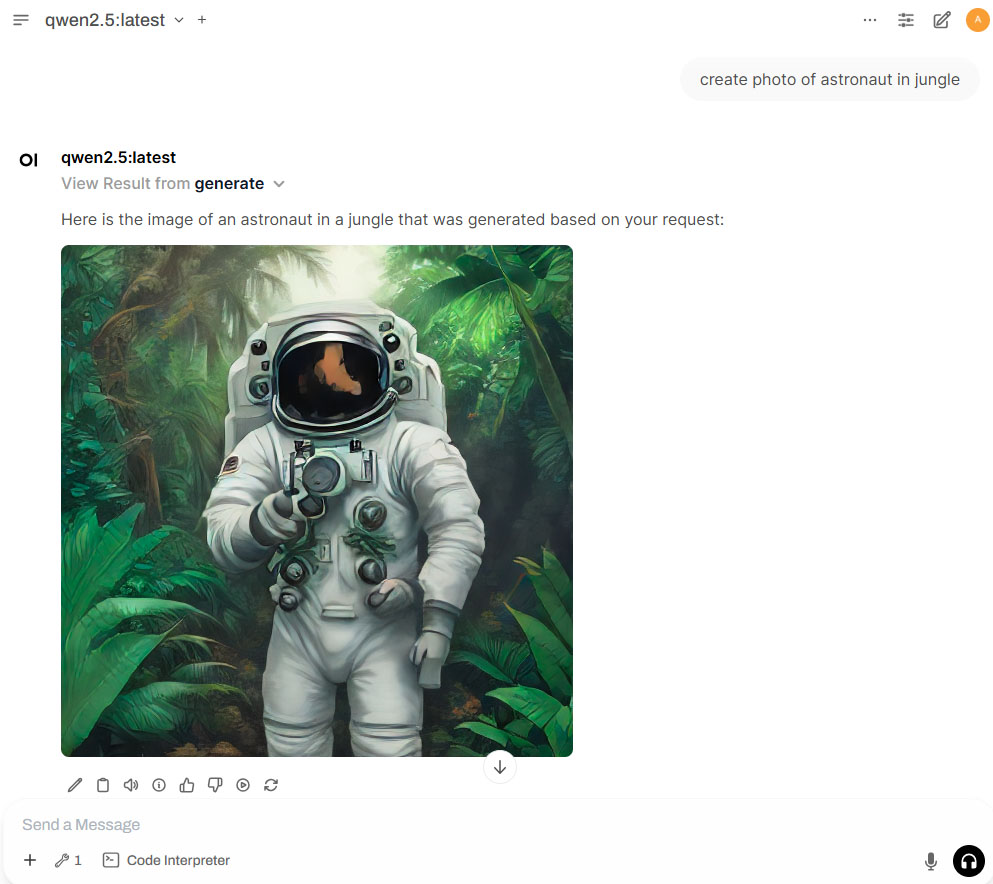 qwen2.5:latest
A
create photo of astronaut in jungle
OI
qwen2.5:latest
View Result from generate
Here is the image of an astronaut in a jungle that was generated based on your request:
Send a Message
1
Code Interpreter